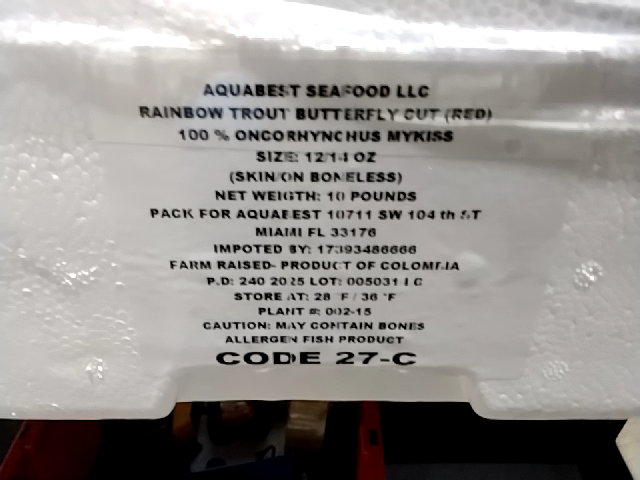 AQUABEST SEAFOOD LLC
RAINBOW TROUT BUTTERFLY CUT (RED)
100 % ONCORHYNCHUS MYKISS
SIZE: 12/14 OZ
(SKIN/ON BONELESS)
NET WEIGTH: 10 POUNDS
PACK FOR AQUABEST 10711 SW 104 th ST
MIAMI FL 33176
IMPOTED BY: 17393486666
FARM RAISED- PRODUCT OF COLOMBIA
P.D: 240 2025 LOT:
STORE AT: 28 °F / 36 °F
PLANT #: 002-15
CAUTION: MAY CONTAIN BONES
ALLERGEN FISH PRODUCT
CODE 27-C